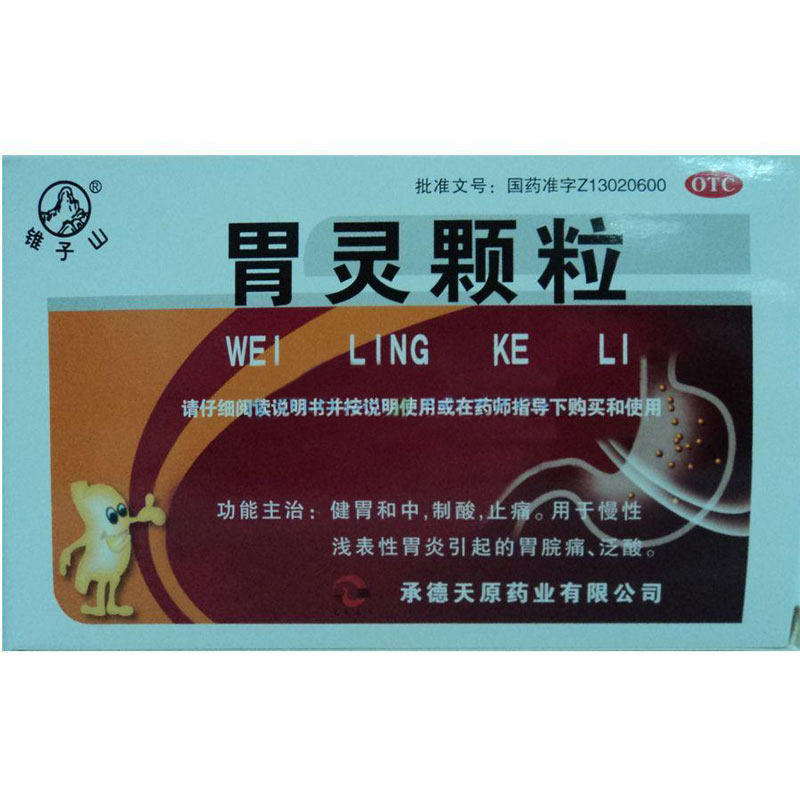 批准文号：国药准字Z13020600 OTC
®
锥子山
胃灵颗粒
WEI LING KE LI
请仔细阅读说明书并按说明使用或在药师指导下购买和使用
功能主治：健胃和中,制酸,止痛。用于慢性
浅表性胃炎引起的胃脘痛、泛酸。
承德天原药业有限公司